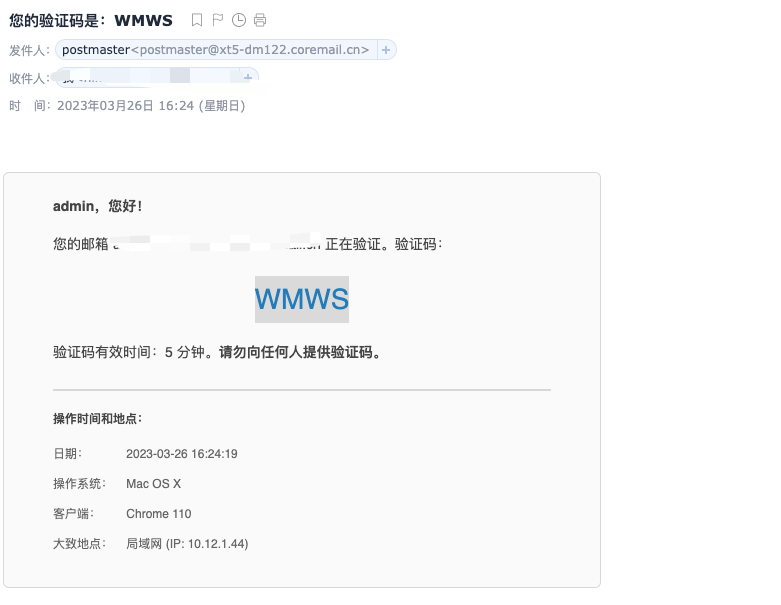 您的验证码是：WMWS
发件人：postmaster<postmaster@xt5-dm122.coremail.cn> +
收件人： +
时 间：2023年03月26日 16:24 (星期日)
admin，您好！
您的邮箱 正在验证。验证码：
WMWS
验证码有效时间：5 分钟。请勿向任何人提供验证码。
操作时间和地点：
日期： 2023-03-26 16:24:19
操作系统： Mac OS X
客户端： Chrome 110
大致地点： 局域网 (IP: 10.12.1.44)